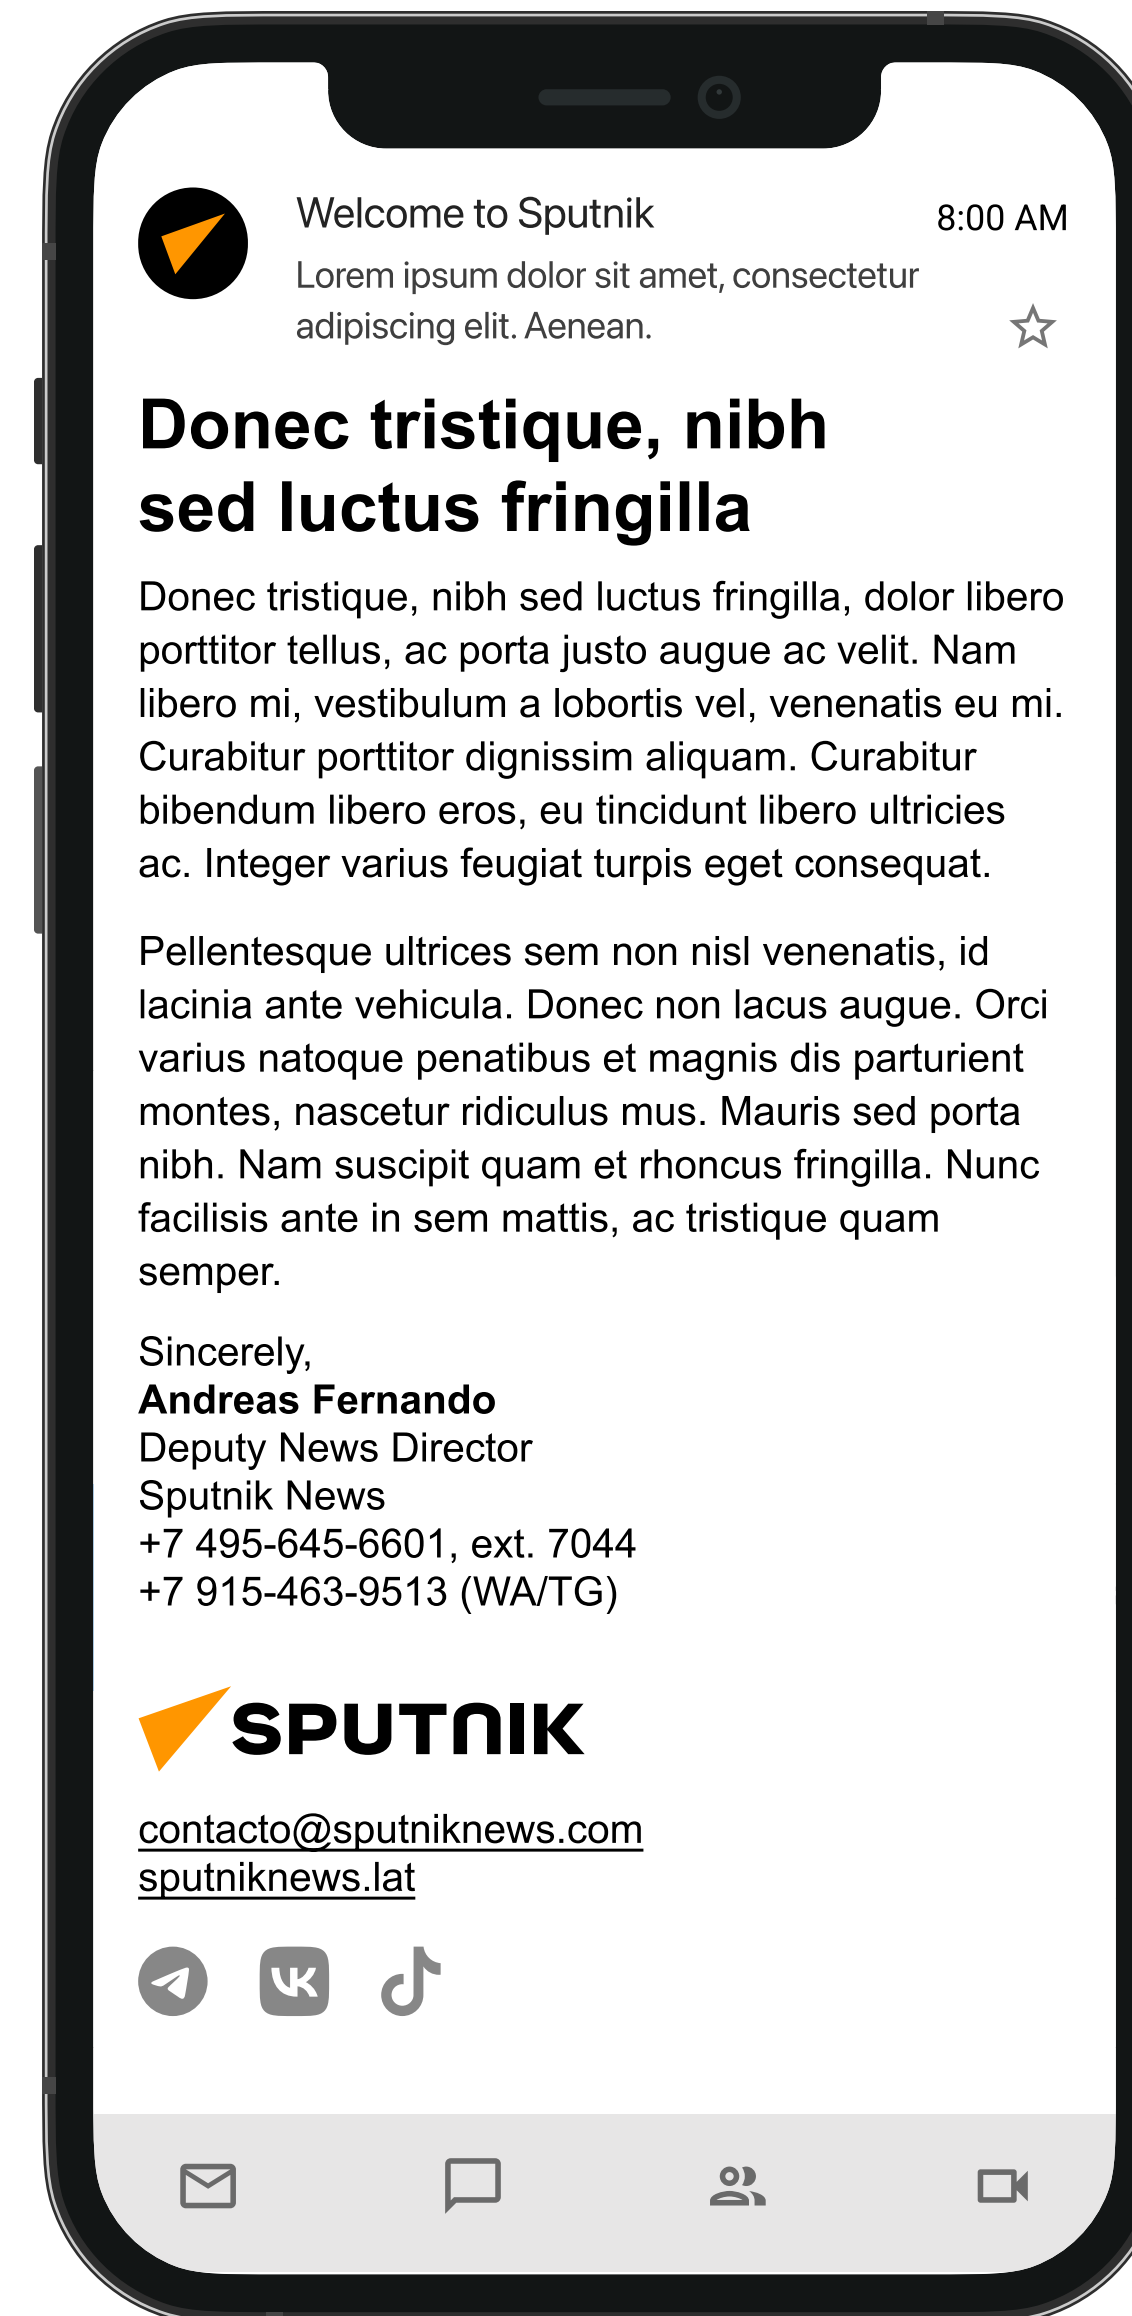 Welcome to Sputnik
8:00 AM
Lorem ipsum dolor sit amet, consectetur
adipiscing elit. Aenean.
Donec tristique, nibh
sed luctus fringilla
Donec tristique, nibh sed luctus fringilla, dolor libero
porttitor tellus, ac porta justo augue ac velit. Nam
libero mi, vestibulum a lobortis vel, venenatis eu mi.
Curabitur porttitor dignissim aliquam. Curabitur
bibendum libero eros, eu tincidunt libero ultricies
ac. Integer varius feugiat turpis eget consequat.
Pellentesque ultrices sem non nisl venenatis, id
lacinia ante vehicula. Donec non lacus augue. Orci
varius natoque penatibus et magnis dis parturient
montes, nascetur ridiculus mus. Mauris sed porta
nibh. Nam suscipit quam et rhoncus fringilla. Nunc
facilisis ante in sem mattis, ac tristique quam
semper.
Sincerely,
Andreas Fernando
Deputy News Director
Sputnik News
+7 495-645-6601, ext. 7044
+7 915-463-9513 (WA/TG)
SPUTNIK
contacto@sputniknews.com
sputniknews.lat
VK